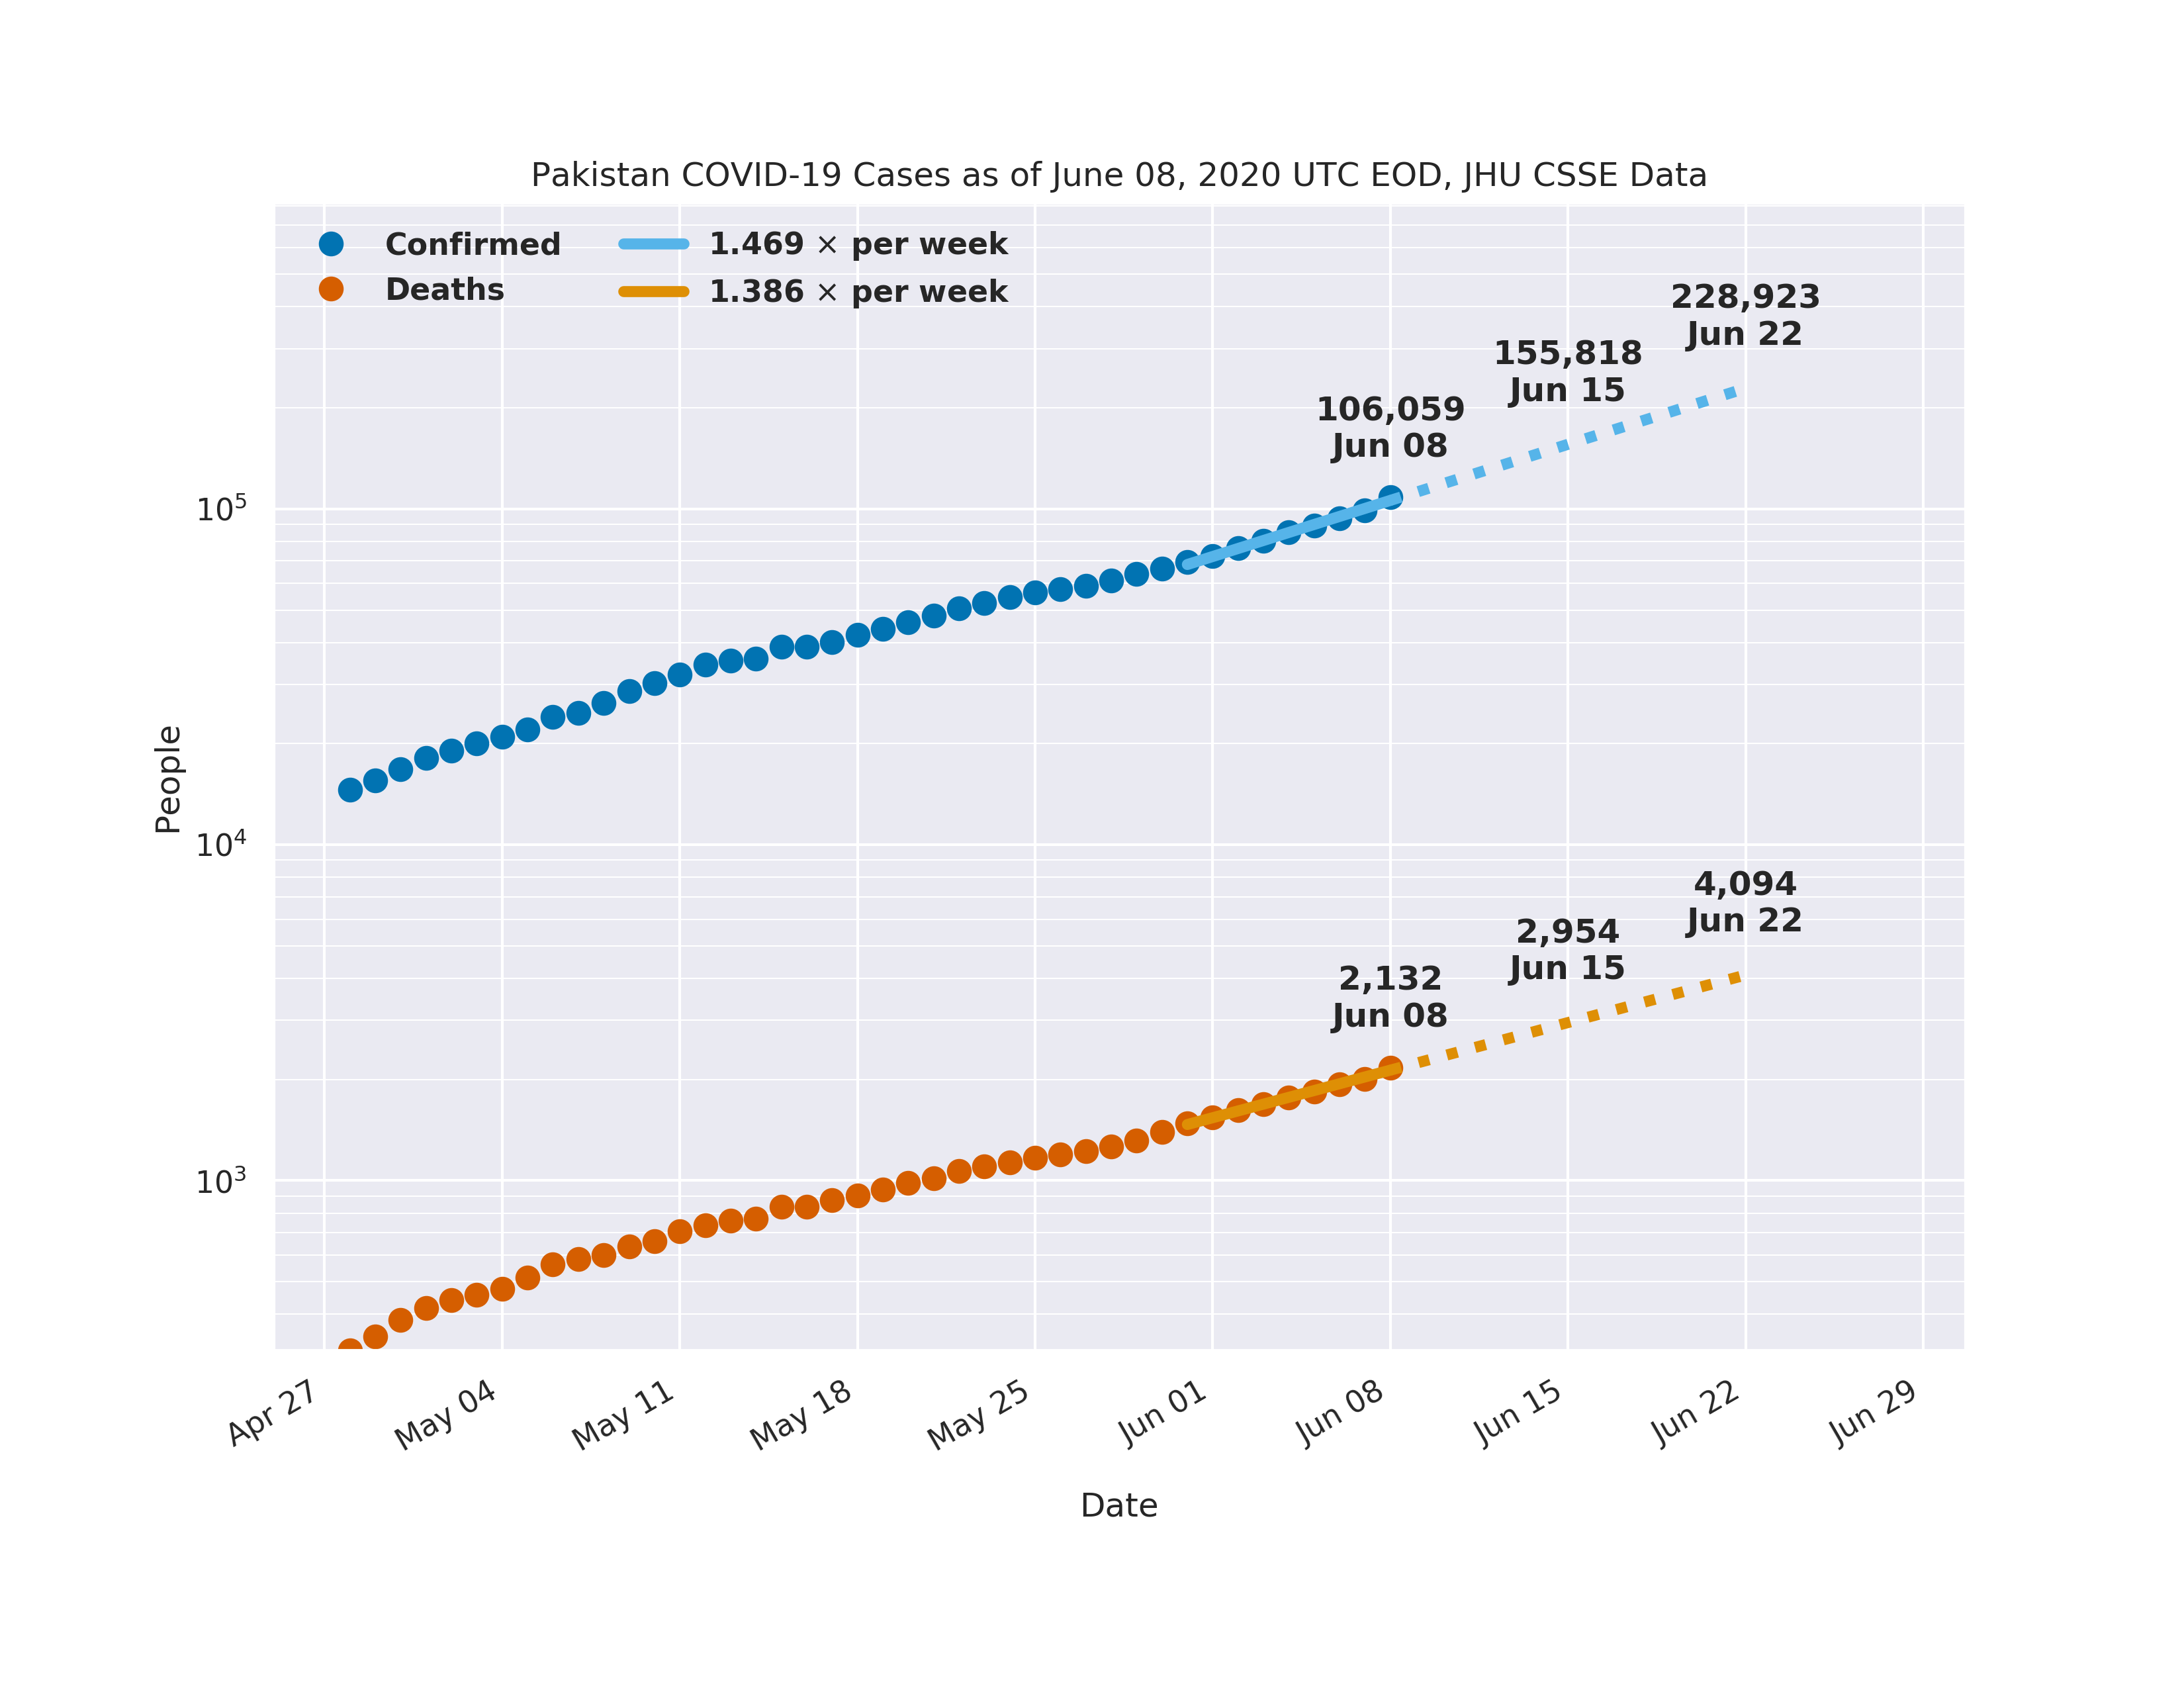 Pakistan COVID-19 Cases as of June 08, 2020 UTC EOD, JHU CSSE Data
Confirmed
Deaths
1.469 × per week
1.386 × per week
228,923
Jun 22
155,818
Jun 15
106,059
Jun 08
4,094
Jun 22
2,954
Jun 15
2,132
Jun 08
People
10⁵
10⁴
10³
Apr 27
May 04
May 11
May 18
May 25
Jun 01
Jun 08
Jun 15
Jun 22
Jun 29
Date